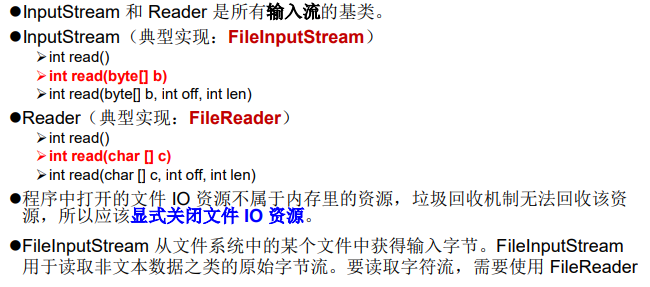 ●InputStream 和 Reader 是所有输入流的基类。
●InputStream（典型实现：FileInputStream）
➢int read()
➢int read(byte[] b)
➢int read(byte[] b, int off, int len)
●Reader（典型实现：FileReader）
➢int read()
➢int read(char [] c)
➢int read(char [] c, int off, int len)
●程序中打开的文件 IO 资源不属于内存里的资源，垃圾回收机制无法回收该资
源，所以应该显式关闭文件 IO 资源。
●FileInputStream 从文件系统中的某个文件中获得输入字节。FileInputStream
用于读取非文本数据之类的原始字节流。要读取字符流，需要使用 FileReader